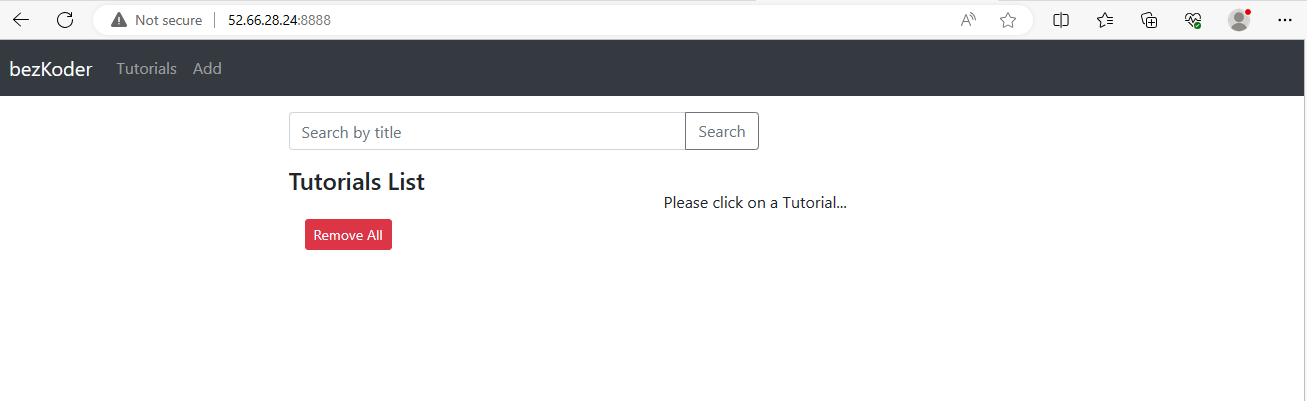 Not secure 52.66.28.24:8888
bezKoder Tutorials Add
Search by title Search
Tutorials List
Please click on a Tutorial...
Remove All